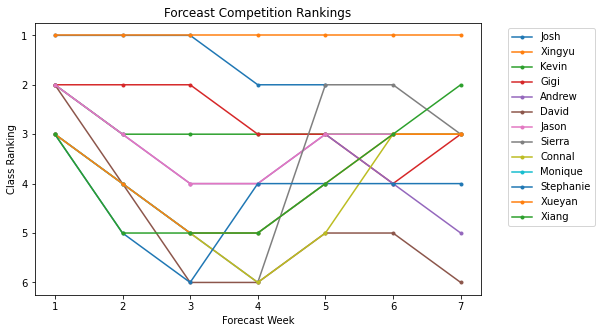 Forceast Competition Rankings
Class Ranking
1
2
3
4
5
6
1 2 3 4 5 6 7
Forecast Week
Josh
Xingyu
Kevin
Gigi
Andrew
David
Jason
Sierra
Connal
Monique
Stephanie
Xueyan
Xiang